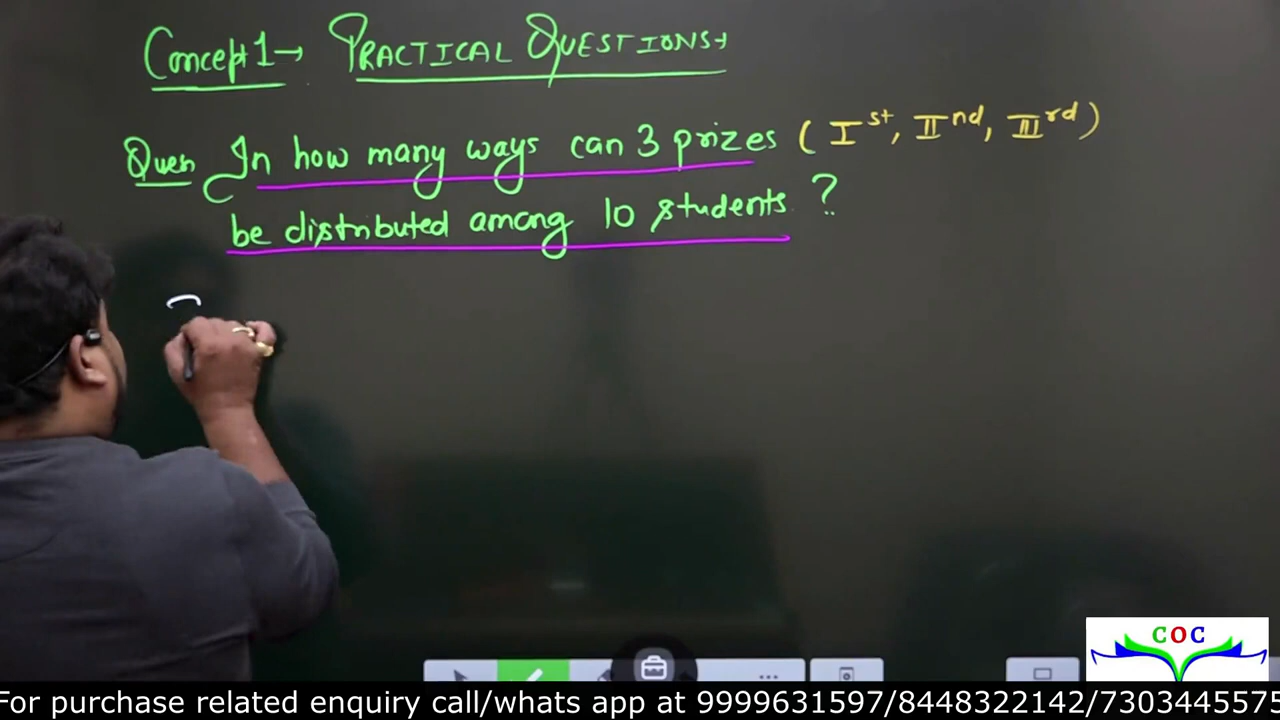 Concept 1→ PRACTICAL QUESTIONS→
Ques In how many ways can 3 prizes (Ist, IInd, IIIrd)
be distributed among 10 students ?
COC
For purchase related enquiry call/whats app at 9999631597/8448322142/7303445575